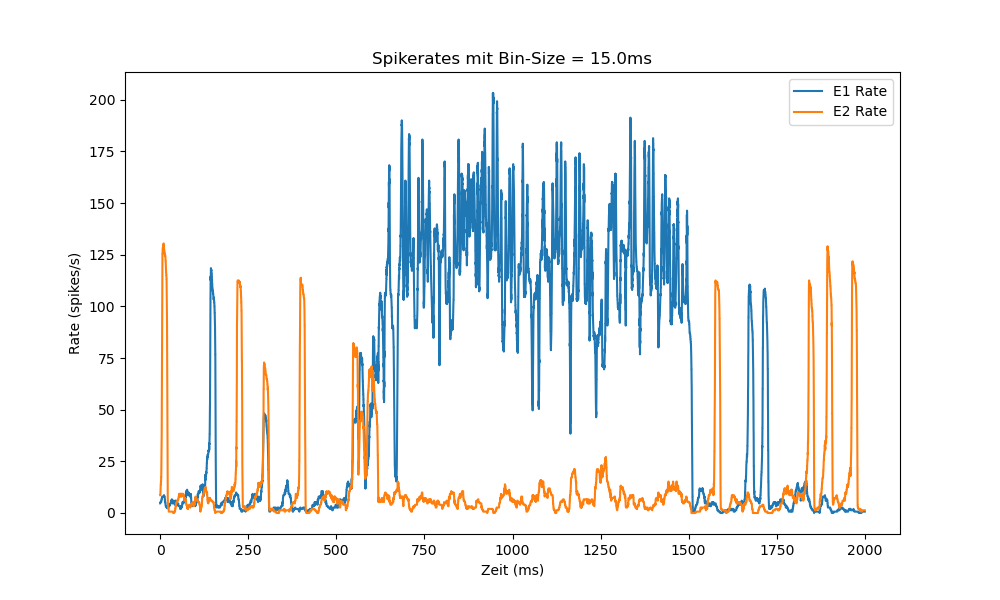 Spikerates mit Bin-Size = 15.0ms
E1 Rate
E2 Rate
Rate (spikes/s)
200
175
150
125
100
75
50
25
0
0 250 500 750 1000 1250 1500 1750 2000
Zeit (ms)